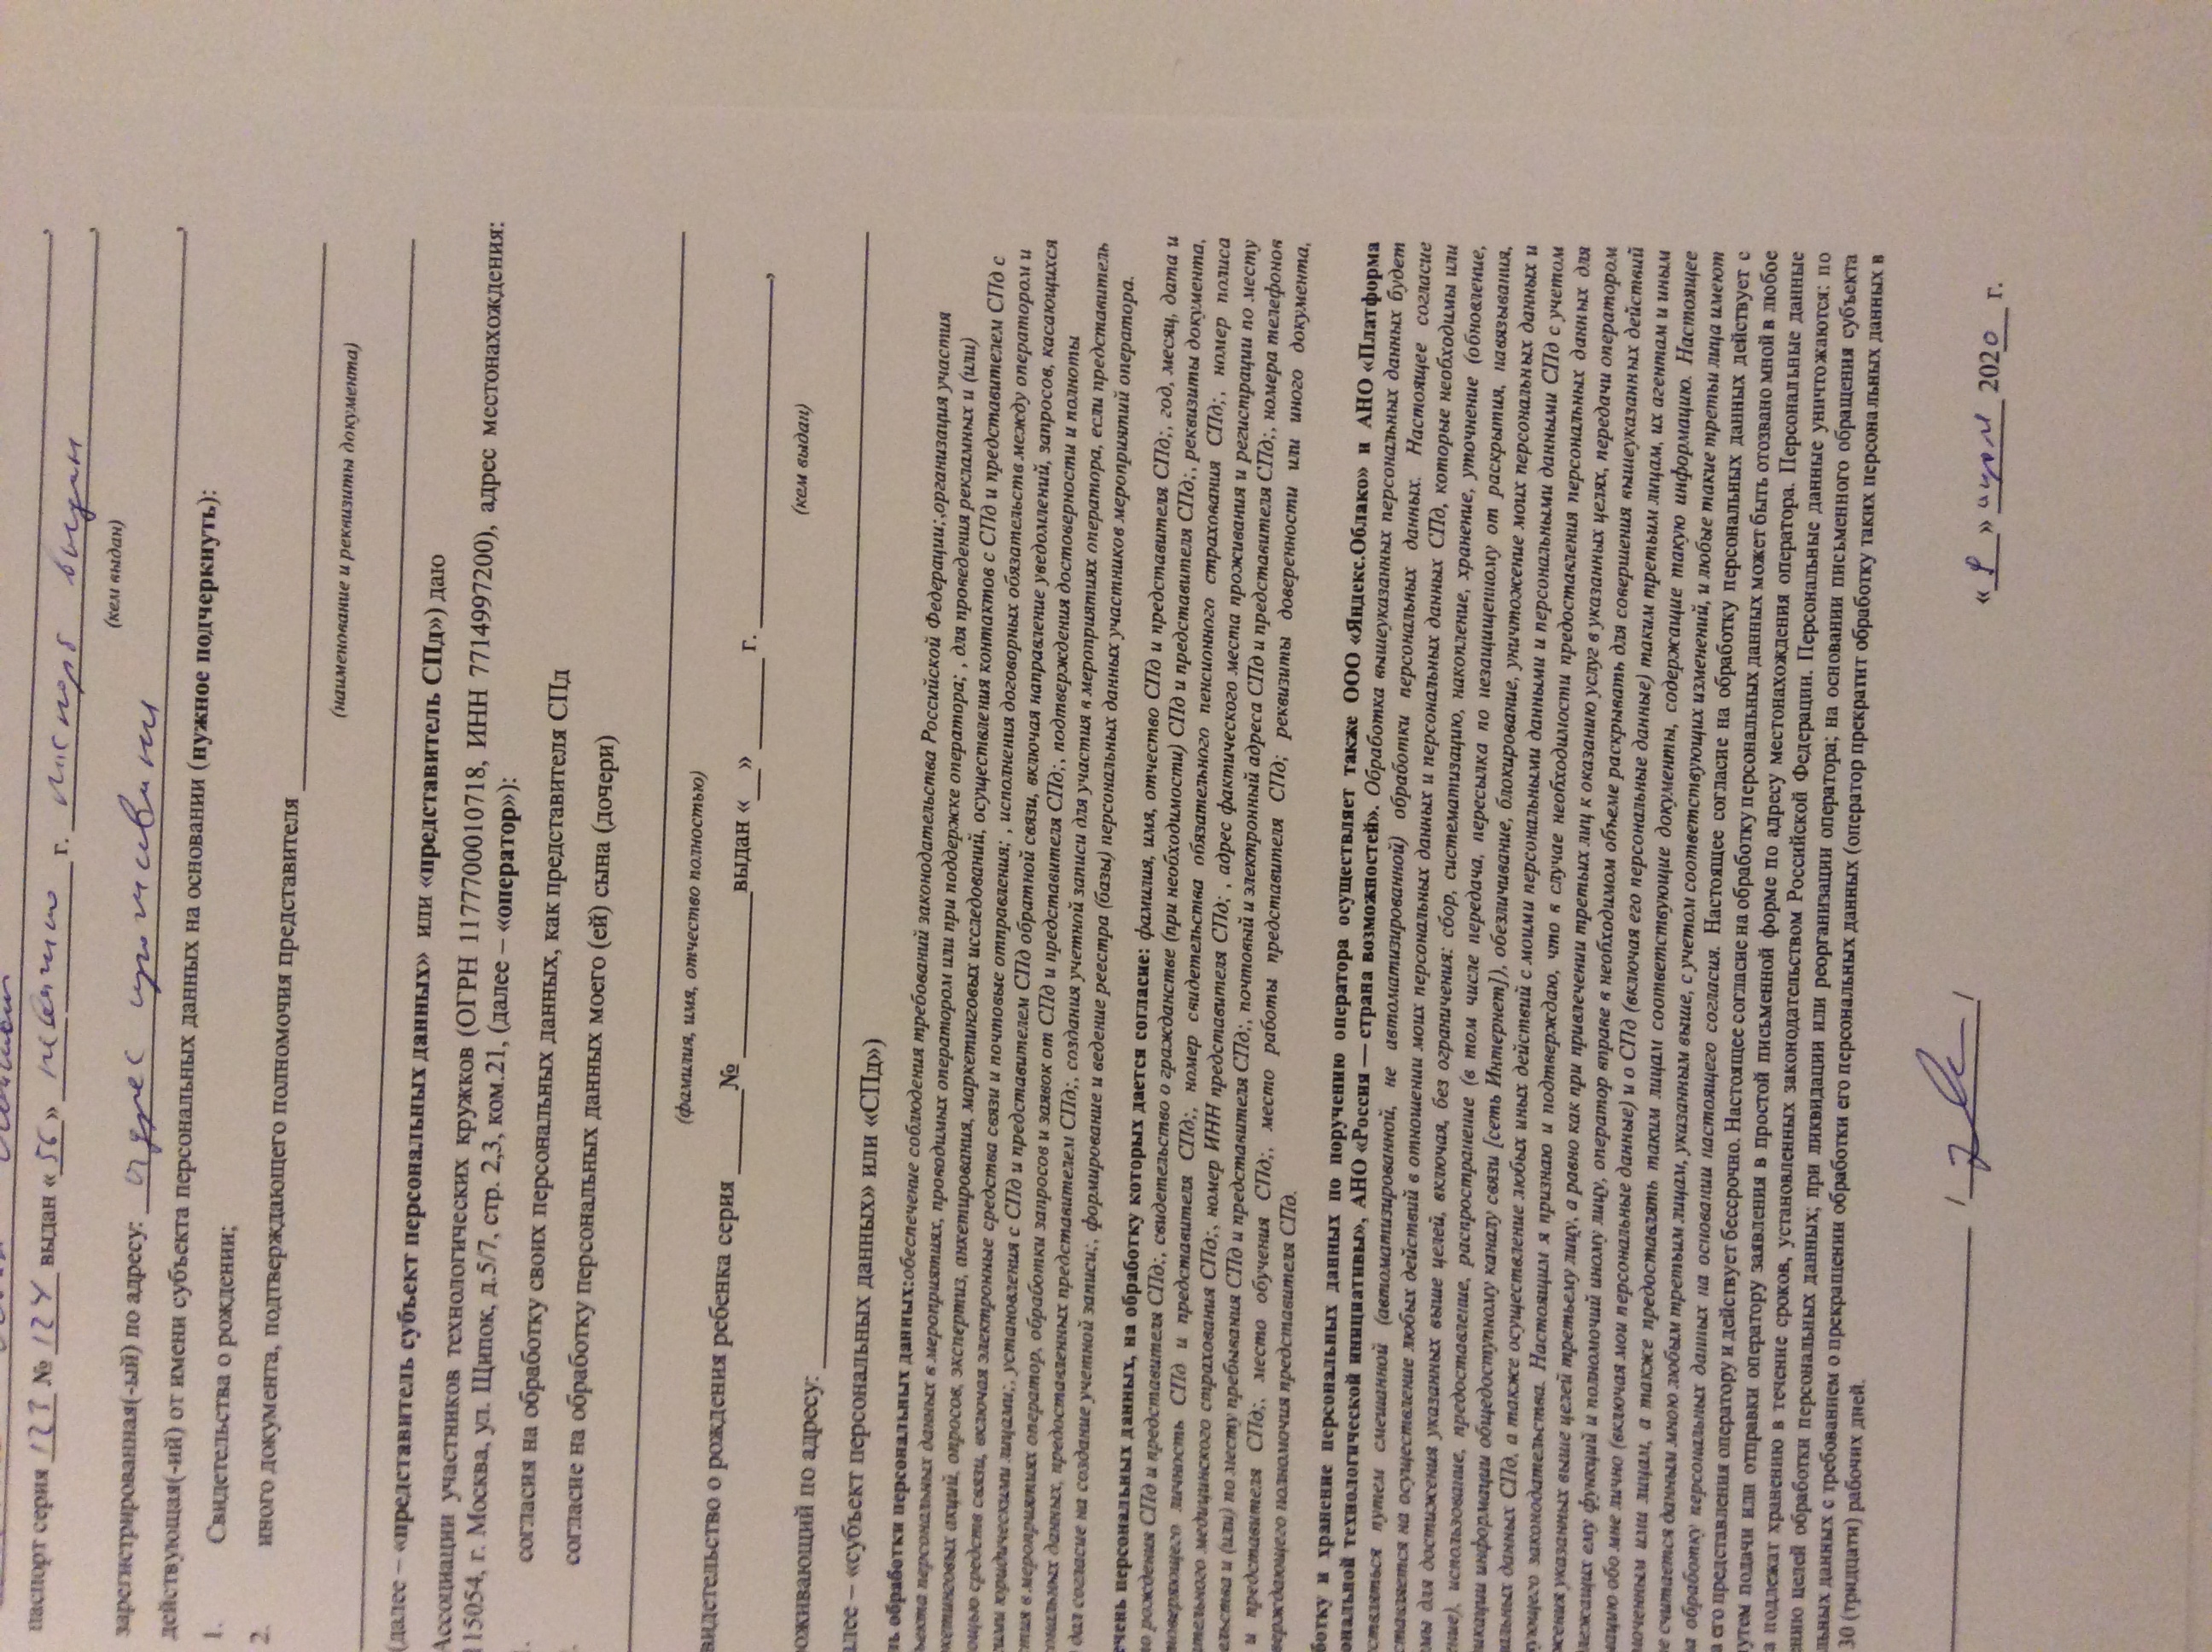 паспорт серия 123 № 124 выдан «56» г. паспорт выдан,
(кем выдан)
зарегистрированная(-ый) по адресу: адрес проживания,
действующая(-ий) от имени субъекта персональных данных на основании (нужное подчеркнуть):
1. Свидетельства о рождении;
2. иного документа, подтверждающего полномочия представителя
(наименование и реквизиты документа)
(далее – «представитель субъект персональных данных» или «представитель СПд») даю
Ассоциации участников технологических кружков (ОГРН 1177700010718, ИНН 7714997200), адрес местонахождения:
115054, г. Москва, ул. Щипок, д.5/7, стр. 2,3, ком.21, (далее – «оператор»):
согласия на обработку своих персональных данных, как представителя СПд
согласие на обработку персональных данных моего (ей) сына (дочери)
(фамилия, имя, отчество полностью)
видетельство о рождения ребенка серия № выдан « » г. ,
(кем выдан)
роживающий по адресу:
алее – «субъект персональных данных» или «СПд»)
ль обработки персональных данных:обеспечение соблюдения требований законодательства Российской Федерации;,организация участия
ъекта персональных данных в мероприятиях, проводимых оператором или при поддержке оператора; , для проведения рекламных и (или)
кетинговых акций, опросов, экспертиз, анкетирования, маркетинговых исследований, осуществления контактов с СПд и представителем СПд с
ощью средств связи, включая электронные средства связи и почтовые отправления; , исполнения договорных обязательств между оператором и
ими юридическими лицами;, установления с СПд и представителем СПд обратной связи, включая направление уведомлений, запросов, касающихся
стия в мероприятиях оператор, обработки запросов и заявок от СПд и представителя СПд;, подтверждения достоверности и полноты
сональных данных, предоставленных представителем СПд;, создания учетной записи для участия в мероприятиях оператора, если представитель
дал согласие на создание учетной записи;, формирование и ведение реестра (базы) персональных данных участников мероприятий оператора.
ечень персональных данных, на обработку которых дается согласие: фамилия, имя, отчество СПд и представителя СПд;, год, месяц, дата и
то рождения СПд и представителя СПд;, свидетельство о гражданстве (при необходимости) СПд и представителя СПд;, реквизиты документа,
товеряющего личность СПд и представителя СПд;, номер свидетельства обязательного пенсионного страхования СПд;, номер полиса
ательного медицинского страхования СПд;, номер ИНН представителя СПд; , адрес фактического места проживания и регистрации по месту
ельства и (или) по месту пребывания СПд и представителя СПд;, почтовый и электронный адреса СПд и представителя СПд;, номера телефонов
и представителя СПд;, место обучения СПд;, место работы представителя СПд; реквизиты доверенности или иного документа,
верждающего полномочия представителя СПд.
ботку и хранение персональных данных по поручению оператора осуществляет также ООО «Яндекс.Облако» и АНО «Платформа
ональной технологической инициативы», АНО «Россия — страна возможностей». Обработка вышеуказанных персональных данных будет
ствляться путем смешанной (автоматизированной, не автоматизированной) обработки персональных данных. Настоящее согласие
ставляется на осуществление любых действий в отношении моих персональных данных и персональных данных СПд, которые необходимы или
мы для достижения указанных выше целей, включая, без ограничения: сбор, систематизацию, накопление, хранение, уточнение (обновление,
ение), использование, предоставление, распространение (в том числе передача, пересылка по незащищенному от раскрытия, навязывания,
икации информации общедоступному каналу связи [сеть Интернет]), обезличивание, блокирование, уничтожение моих персональных данных и
нальных данных СПд, а также осуществление любых иных действий с моими персональными данными и персональными данными СПд с учетом
вующего законодательства. Настоящим я признаю и подтверждаю, что в случае необходимости предоставления персональных данных для
жения указанных выше целей третьему лицу, а равно как при привлечении третьих лиц к оказанию услуг в указанных целях, передачи оператором
длежащих ему функций и полномочий иному лицу, оператор вправе в необходимом объеме раскрывать для совершения вышеуказанных действий
мацию обо мне лично (включая мои персональные данные) и о СПд (включая его персональные данные) таким третьим лицам, их агентам и иным
моченным ими лицам, а также предоставлять таким лицам соответствующие документы, содержащие такую информацию. Настоящее
е считается данным мною любым третьим лицам, указанным выше, с учетом соответствующих изменений, и любые такие третьи лица имеют
на обработку персональных данных на основании настоящего согласия. Настоящее согласие на обработку персональных данных действует с
а его представления оператору и действует бессрочно. Настоящее согласие на обработку персональных данных может быть отозвано мной в любое
путем подачи или отправки оператору заявления в простой письменной форме по адресу местонахождения оператора. Персональные данные
а подлежат хранению в течение сроков, установленных законодательством Российской Федерации. Персональные данные уничтожаются: по
ению целей обработки персональных данных; при ликвидации или реорганизации оператора; на основании письменного обращения субъекта
льных данных с требованием о прекращении обработки его персональных данных (оператор прекратит обработку таких персональных данных в
30 (тридцати) рабочих дней.
«9» апреля 2020 г.